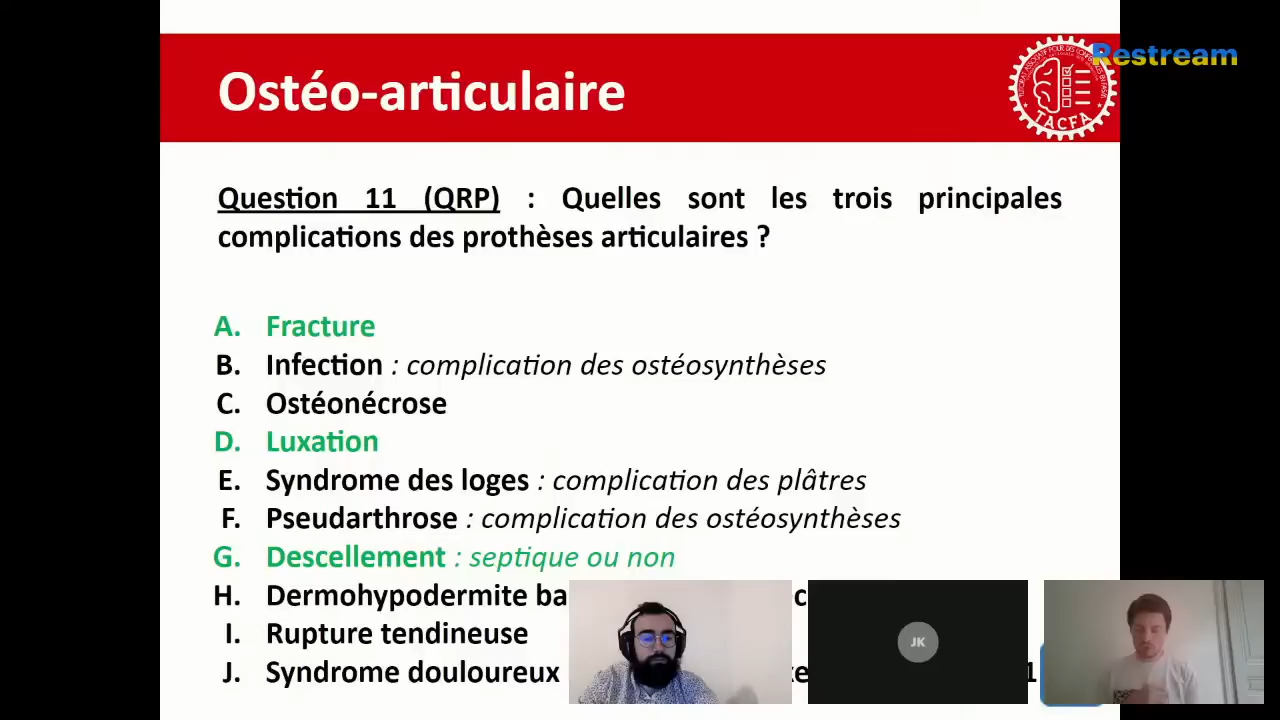 Ostéo-articulaire
Restream
TACFA
Question 11 (QRP) : Quelles sont les trois principales
complications des prothèses articulaires ?
A. Fracture
B. Infection : complication des ostéosynthèses
C. Ostéonécrose
D. Luxation
E. Syndrome des loges : complication des plâtres
F. Pseudarthrose : complication des ostéosynthèses
G. Descellement : septique ou non
H. Dermohypodermite
I. Rupture tendineuse
J. Syndrome douloureux
JK